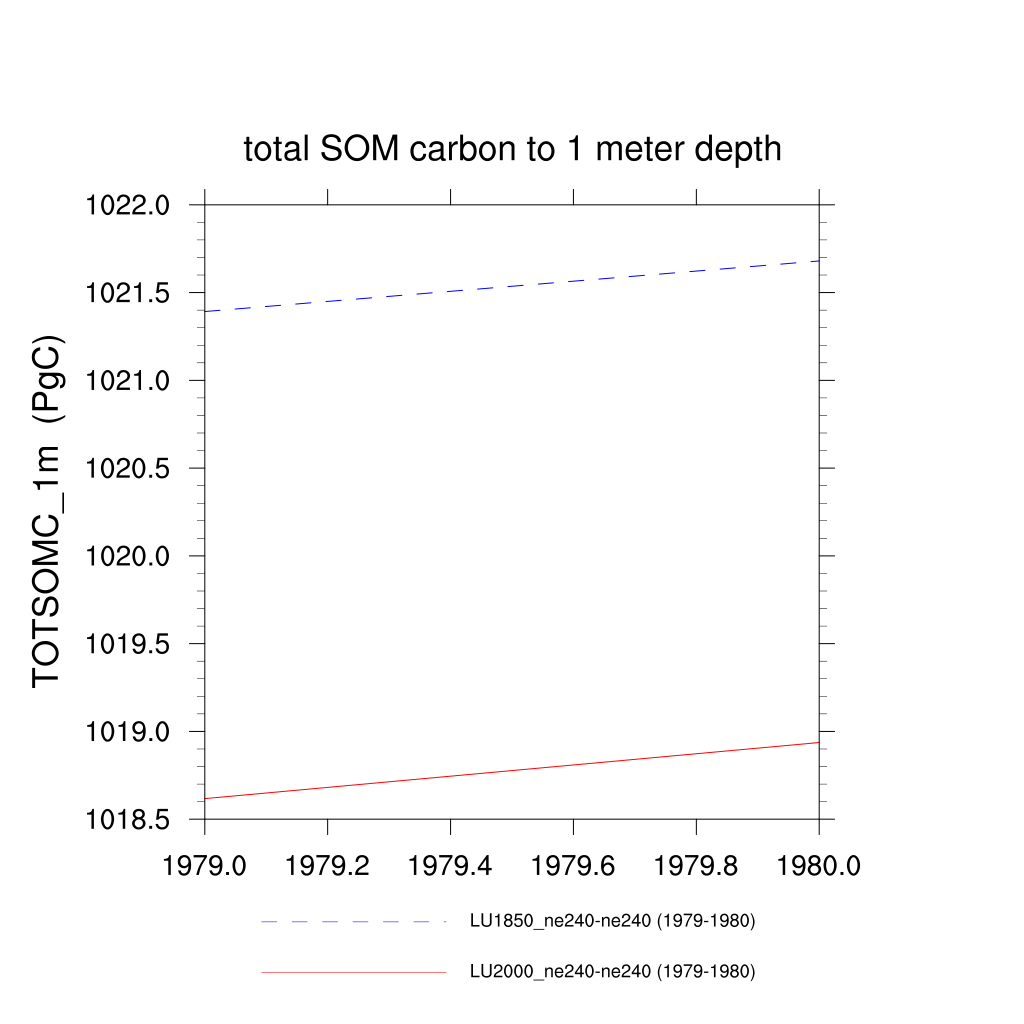 total SOM carbon to 1 meter depth
TOTSOMC_1m (PgC)
1022.0
1021.5
1021.0
1020.5
1020.0
1019.5
1019.0
1018.5
1979.0 1979.2 1979.4 1979.6 1979.8 1980.0
LU1850_ne240-ne240 (1979-1980)
LU2000_ne240-ne240 (1979-1980)